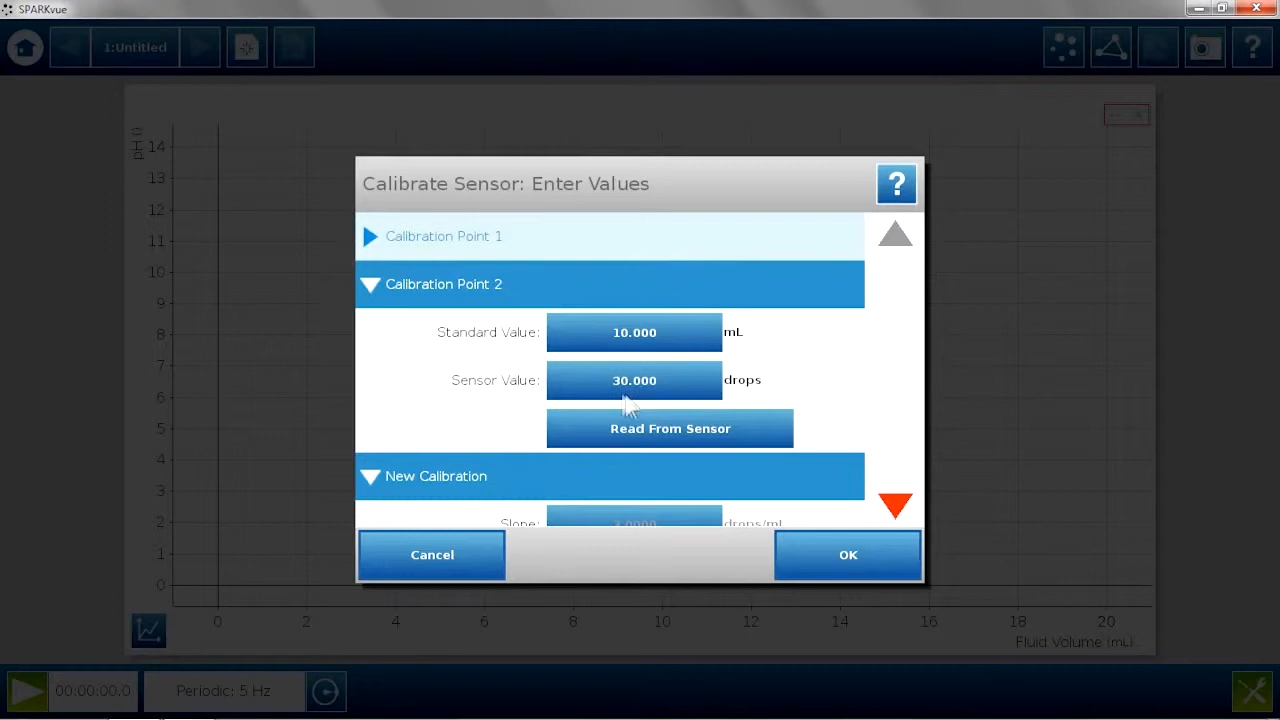 SPARKvue
1:Untitled
?
pH ()
14
13
12
11
10
9
8
7
6
5
4
3
2
1
0
Calibrate Sensor: Enter Values
?
Calibration Point 1
Calibration Point 2
Standard Value: 10.000 mL
Sensor Value: 30.000 drops
Read From Sensor
New Calibration
Slope: 3.0000 drops/mL
Cancel
OK
0 2 4 6 8 10 12 14 16 18 20
Fluid Volume (mL)
00:00:00.0
Periodic: 5 Hz